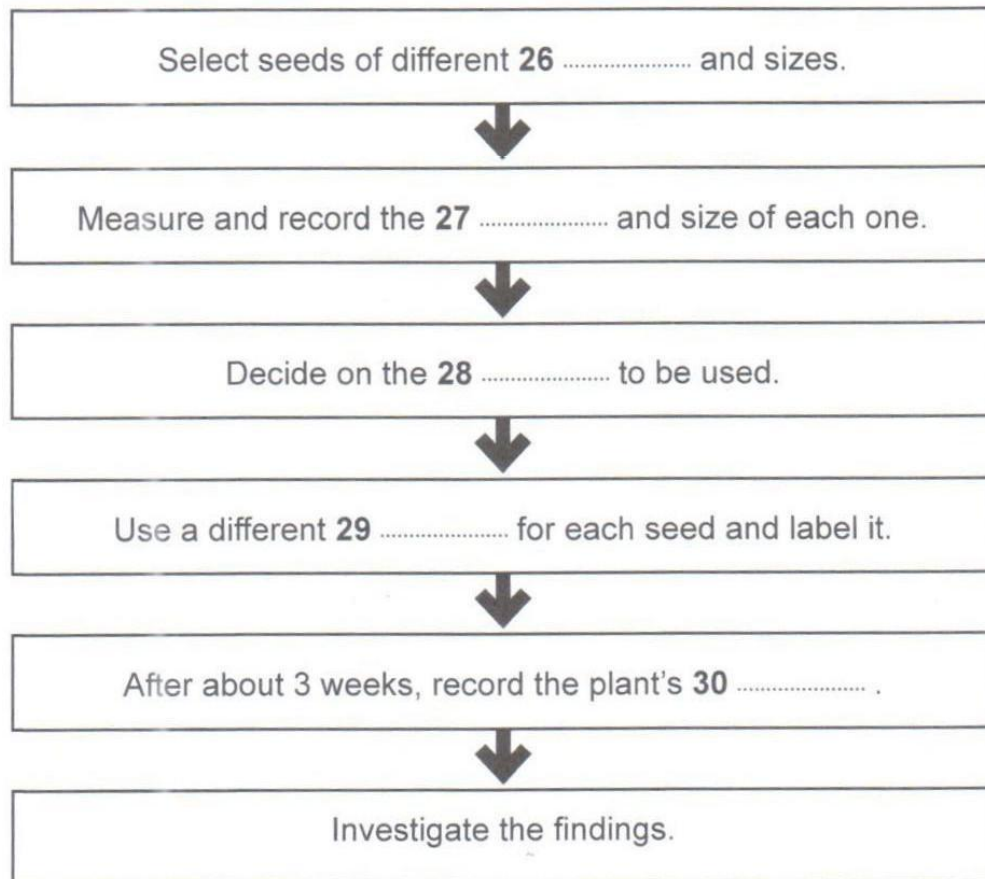 Select seeds of different 26 ..................... and sizes.
Measure and record the 27 ..................... and size of each one.
Decide on the 28 ..................... to be used.
Use a different 29 ..................... for each seed and label it.
After about 3 weeks, record the plant's 30 ..................... .
Investigate the findings.